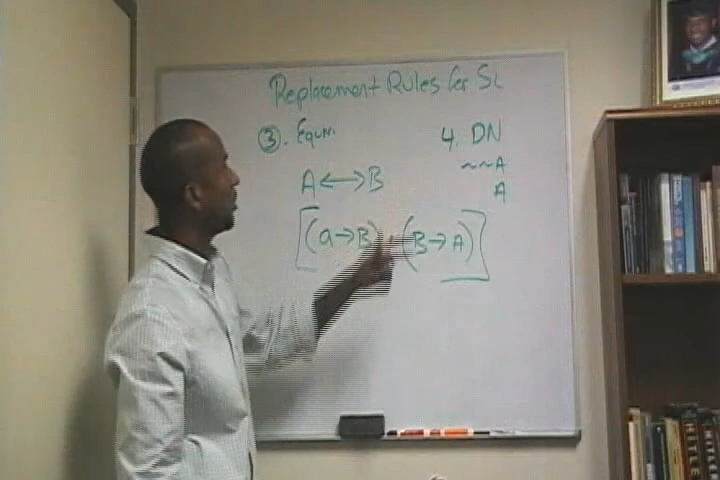 Replacement Rules for SL
③. Equiv.
A ↔ B
[(a → B) · (B → A)]
4. DN
~~A
A